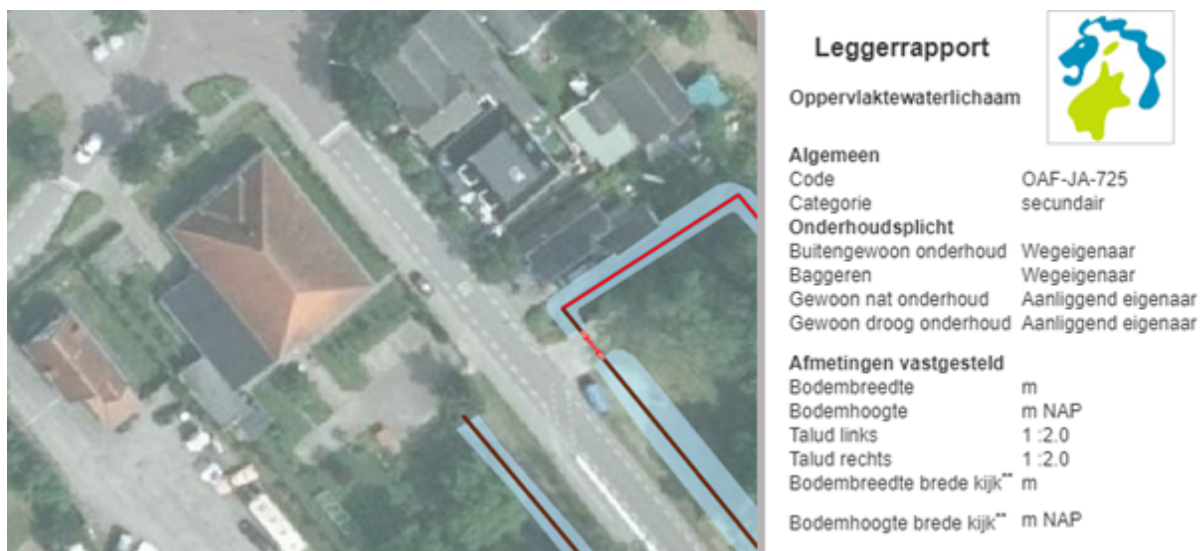 Leggerrapport
Oppervlaktewaterlichaam
Algemeen
Code OAF-JA-725
Categorie secundair
Onderhoudsplicht
Buitengewoon onderhoud Wegeigenaar
Baggeren Wegeigenaar
Gewoon nat onderhoud Aanliggend eigenaar
Gewoon droog onderhoud Aanliggend eigenaar
Afmetingen vastgesteld
Bodembreedte m
Bodemhoogte m NAP
Talud links 1 :2.0
Talud rechts 1 :2.0
Bodembreedte brede kijk** m
Bodemhoogte brede kijk** m NAP